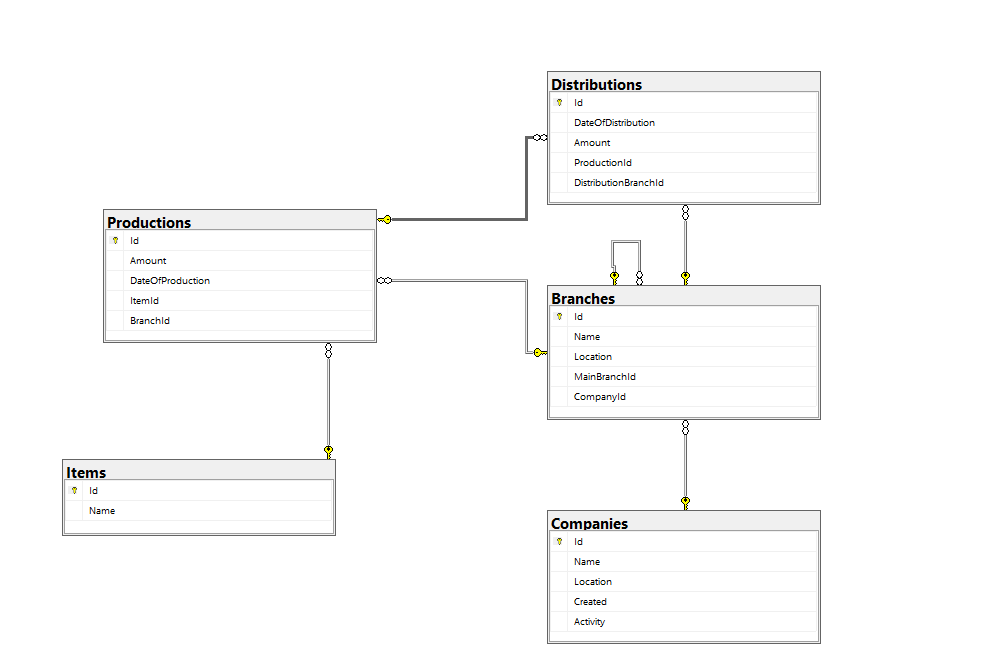 Distributions
Id
DateOfDistribution
Amount
ProductionId
DistributionBranchId
Productions
Id
Amount
DateOfProduction
ItemId
BranchId
Branches
Id
Name
Location
MainBranchId
CompanyId
Items
Id
Name
Companies
Id
Name
Location
Created
Activity